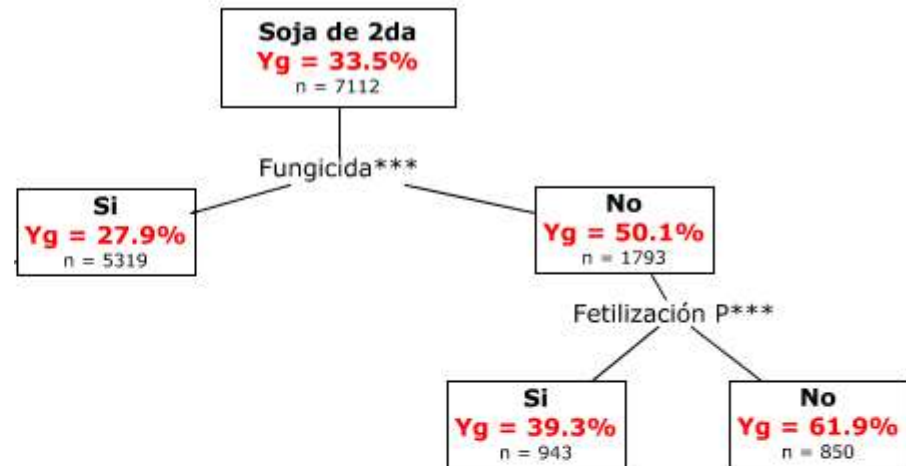 Soja de 2da
Yg = 33.5%
n = 7112
Fungicida***
Si
Yg = 27.9%
n = 5319
No
Yg = 50.1%
n = 1793
Fetilización P***
Si
Yg = 39.3%
n = 943
No
Yg = 61.9%
n = 850